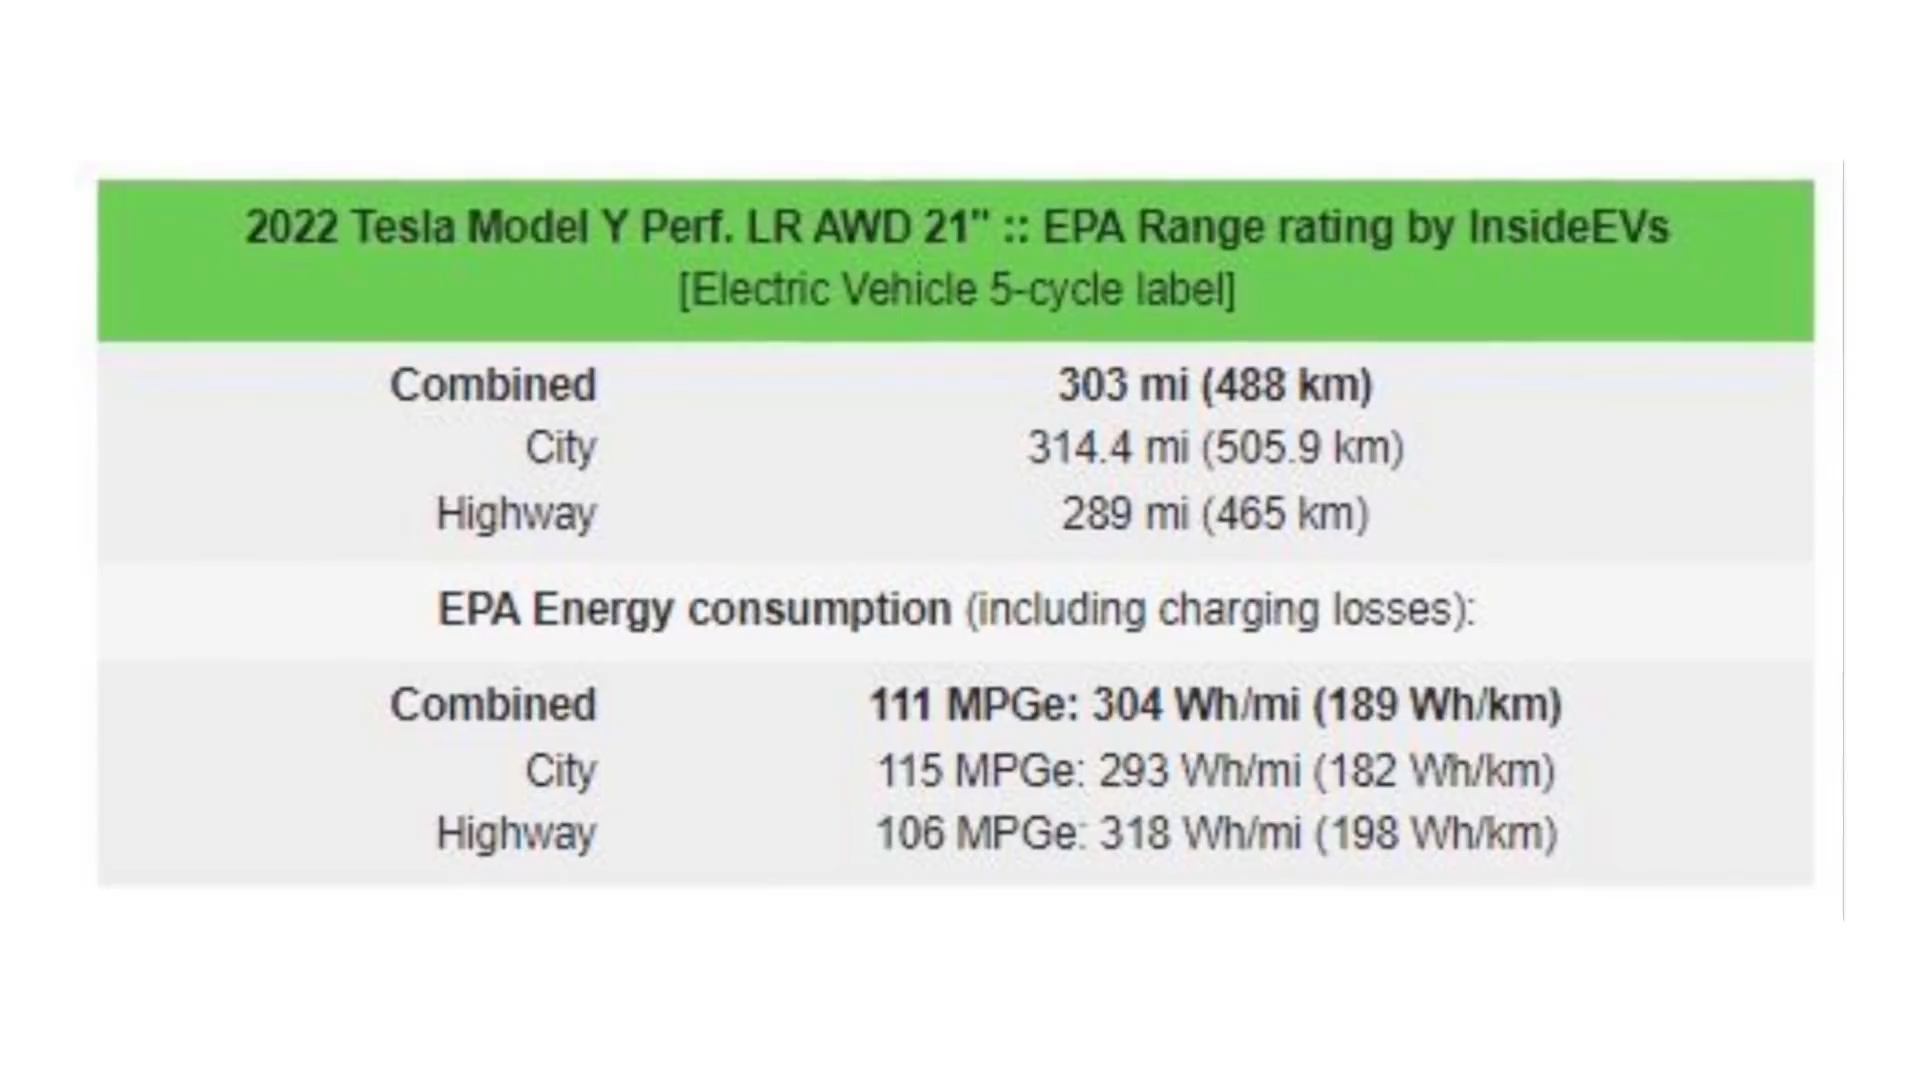 2022 Tesla Model Y Perf. LR AWD 21" :: EPA Range rating by InsideEVs
[Electric Vehicle 5-cycle label]
Combined 303 mi (488 km)
City 314.4 mi (505.9 km)
Highway 289 mi (465 km)
EPA Energy consumption (including charging losses):
Combined 111 MPGe: 304 Wh/mi (189 Wh/km)
City 115 MPGe: 293 Wh/mi (182 Wh/km)
Highway 106 MPGe: 318 Wh/mi (198 Wh/km)